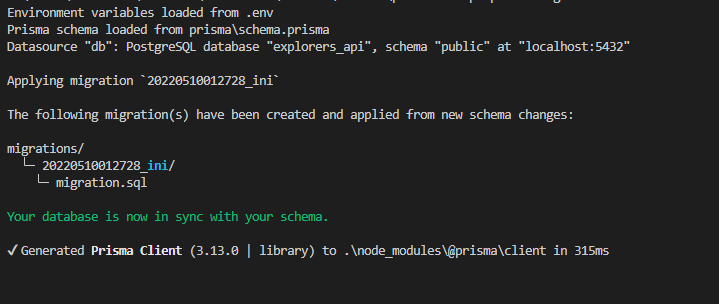 Environment variables loaded from .env
Prisma schema loaded from prisma\schema.prisma
Datasource "db": PostgreSQL database "explorers_api", schema "public" at "localhost:5432"
Applying migration `20220510012728_ini`
The following migration(s) have been created and applied from new schema changes:
migrations/
└─ 20220510012728_ini/
└─ migration.sql
Your database is now in sync with your schema.
✔ Generated Prisma Client (3.13.0 | library) to .\node_modules\@prisma\client in 315ms